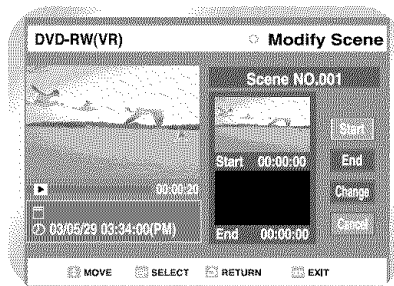 DVD-RW(VR)
Modify Scene
Scene NO.001
Start 00:00:00
End 00:00:00
Start
End
Change
Cancel
00:00:20
03/05/29 03:34:00(PM)
MOVE SELECT RETURN EXIT